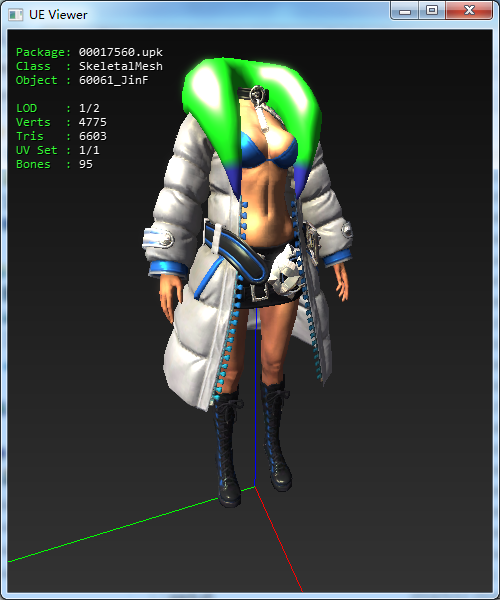 UE Viewer
Package: 00017560.upk
Class : SkeletalMesh
Object : 60061_JinF
LOD : 1/2
Verts : 4775
Tris : 6603
UV Set : 1/1
Bones : 95